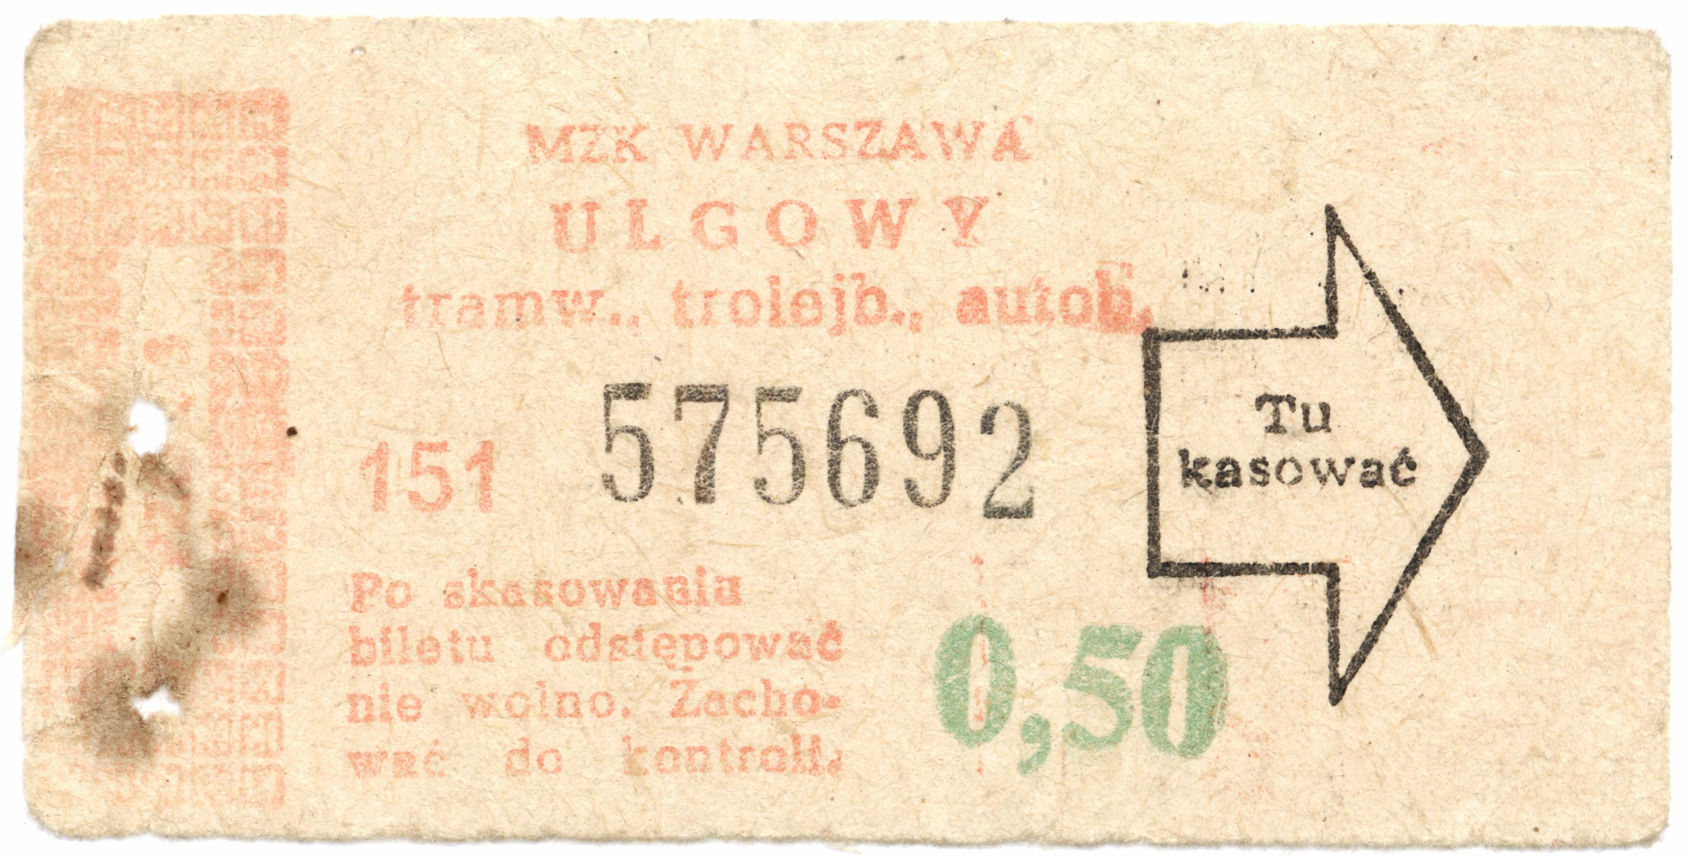 MZK WARSZAWA
ULGOWY
tramw., trolejb., autob.
575692
151
Tu
kasować
Po skasowaniu
biletu odstępować
nie wolno. Zacho-
wać do kontroli.
0,50